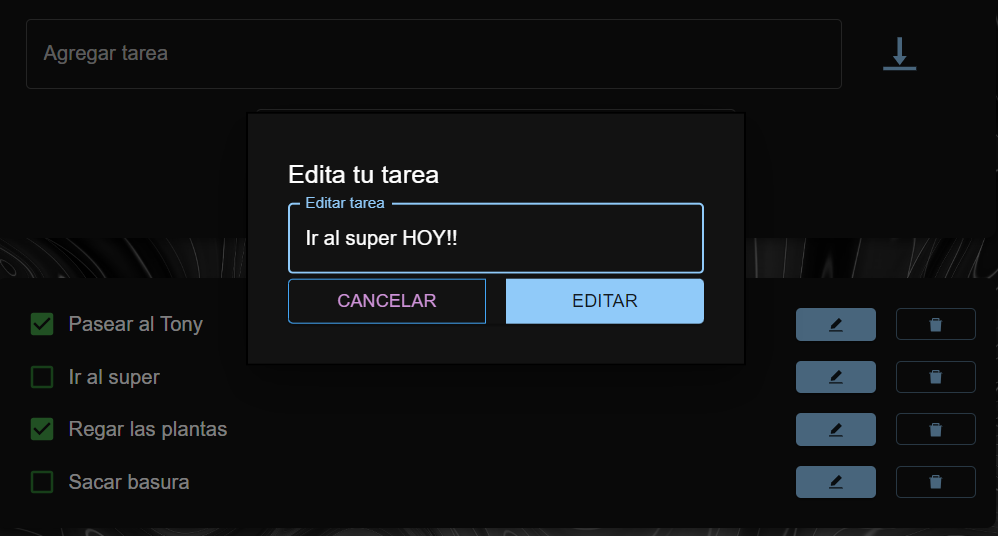 Agregar tarea
Edita tu tarea
Editar tarea
Ir al super HOY!!
CANCELAR EDITAR
Pasear al Tony
Ir al super
Regar las plantas
Sacar basura